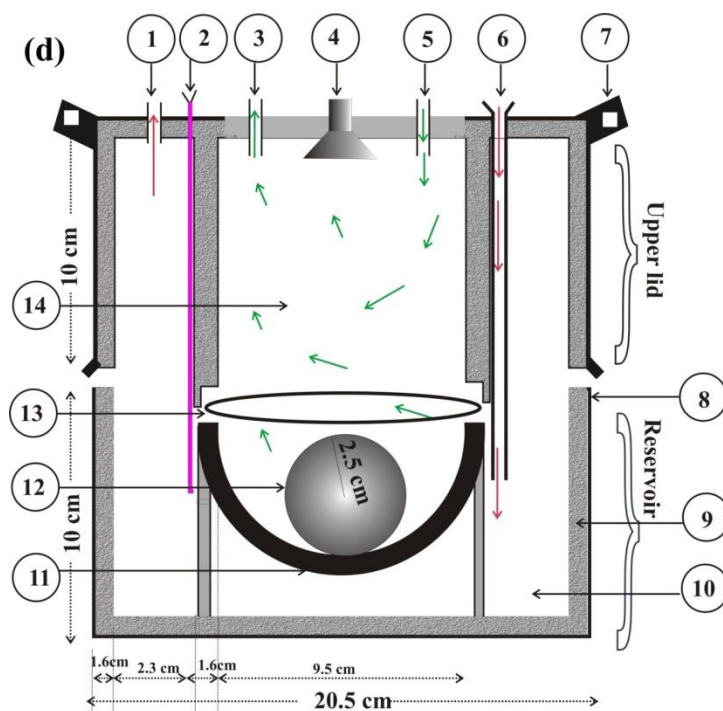 (d)
1 2 3 4 5 6 7
10 cm
Upper lid
14
13
8
2.5 cm
12
Reservoir
9
10 cm
11
10
1.6cm 2.3 cm 1.6cm 9.5 cm
20.5 cm